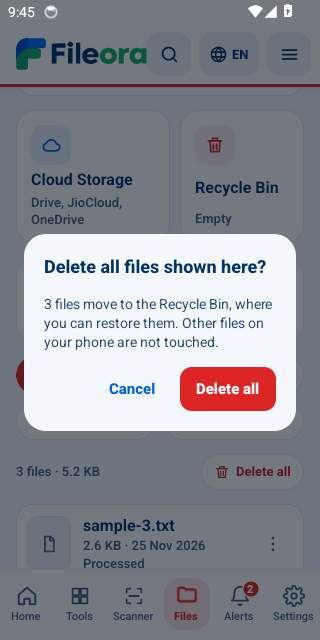 9:45
Fileora
EN
Cloud Storage
Drive, JioCloud,
OneDrive
Recycle Bin
Empty
Delete all files shown here?
3 files move to the Recycle Bin, where
you can restore them. Other files on
your phone are not touched.
Cancel
Delete all
3 files · 5.2 KB
Delete all
sample-3.txt
2.6 KB · 25 Nov 2026
Processed
2
Home
Tools
Scanner
Files
Alerts
Settings